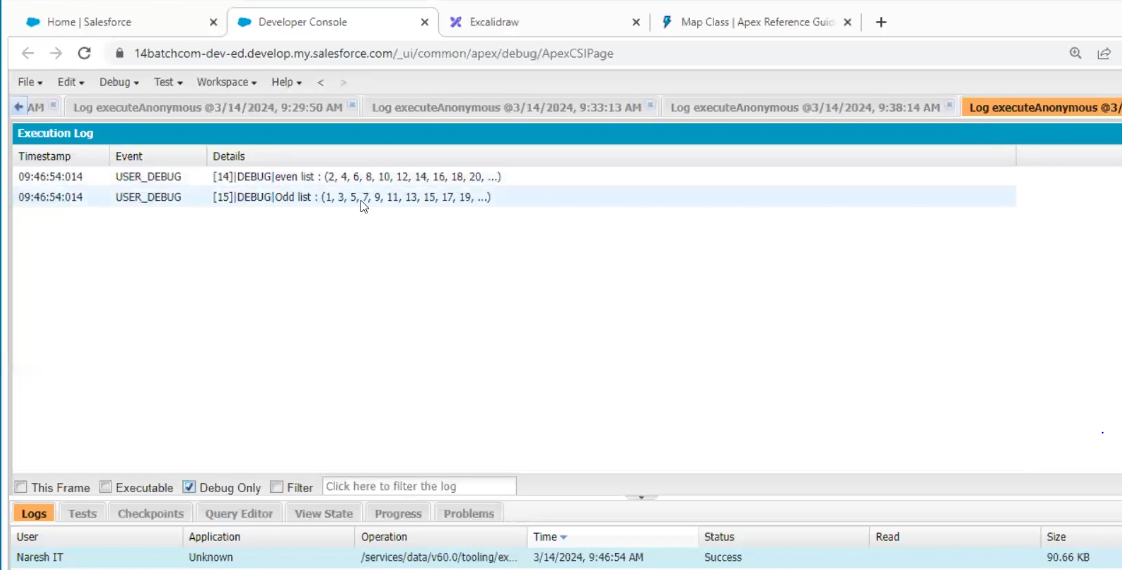 Home | Salesforce
Developer Console
Excalidraw
Map Class | Apex Reference Guid
14batchcom-dev-ed.develop.my.salesforce.com/_ui/common/apex/debug/ApexCSIPage
File Edit Debug Test Workspace Help < >
AM
Log executeAnonymous @3/14/2024, 9:29:50 AM
Log executeAnonymous @3/14/2024, 9:33:13 AM
Log executeAnonymous @3/14/2024, 9:38:14 AM
Log executeAnonymous @3/
Execution Log
Timestamp Event Details
09:46:54:014 USER_DEBUG [14]|DEBUG|even list : (2, 4, 6, 8, 10, 12, 14, 16, 18, 20, ...)
09:46:54:014 USER_DEBUG [15]|DEBUG|Odd list : (1, 3, 5, 7, 9, 11, 13, 15, 17, 19, ...)
This Frame Executable Debug Only Filter Click here to filter the log
Logs Tests Checkpoints Query Editor View State Progress Problems
User Application Operation Time Status Read Size
Naresh IT Unknown /services/data/v60.0/tooling/ex... 3/14/2024, 9:46:54 AM Success 90.66 KB